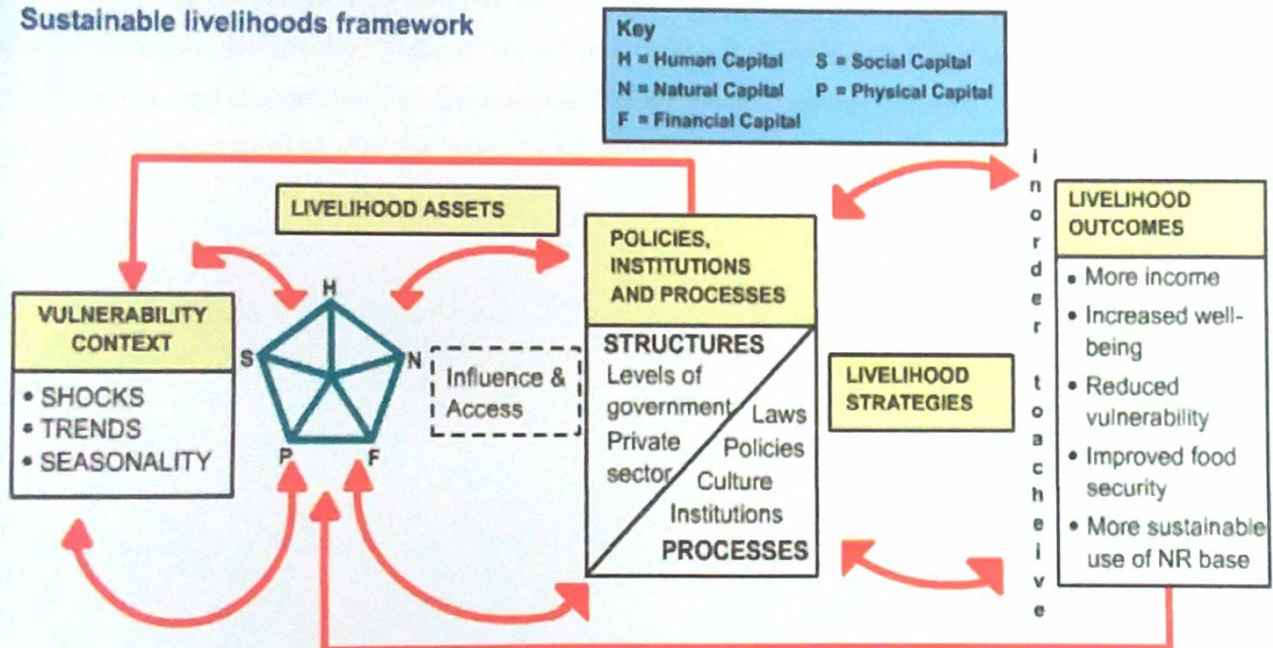 Sustainable livelihoods framework
Key
H = Human Capital S = Social Capital
N = Natural Capital P = Physical Capital
F = Financial Capital
LIVELIHOOD ASSETS
VULNERABILITY
CONTEXT
• SHOCKS
• TRENDS
• SEASONALITY
H
S
N
P
F
Influence &
Access
POLICIES,
INSTITUTIONS
AND PROCESSES
STRUCTURES
Levels of
government
Private
sector
Laws
Policies
Culture
Institutions
PROCESSES
LIVELIHOOD
STRATEGIES
inorder toacheive
LIVELIHOOD
OUTCOMES
• More income
• Increased well-
being
• Reduced
vulnerability
• Improved food
security
• More sustainable
use of NR base